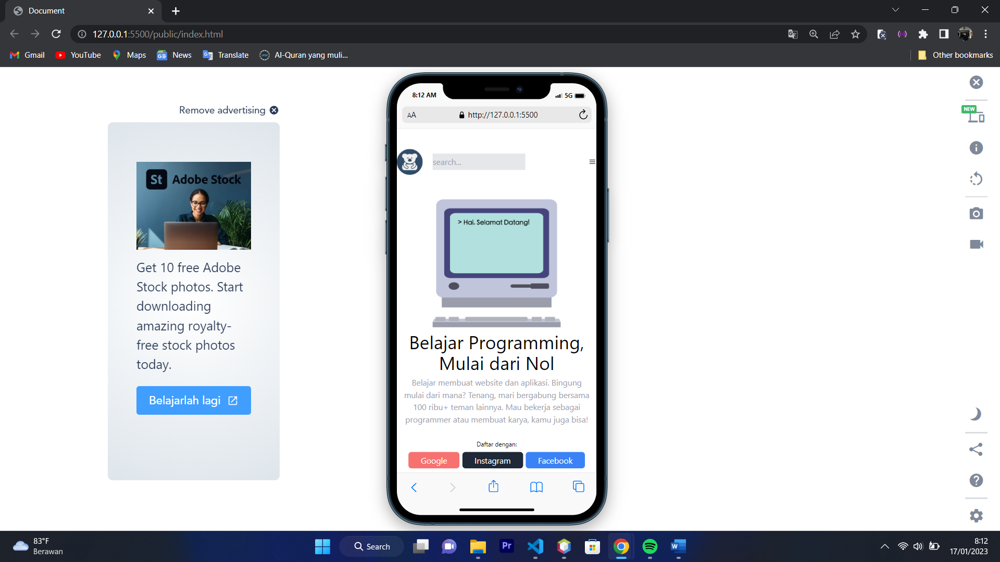 Document
127.0.0.1:5500/public/index.html
Gmail
YouTube
Maps
News
Translate
Al-Quran yang muli...
Other bookmarks
Remove advertising
St Adobe Stock
Get 10 free Adobe
Stock photos. Start
downloading
amazing royalty-
free stock photos
today.
Belajarlah lagi
8:12 AM
5G
AA
http://127.0.0.1:5500
search...
> Hai, Selamat Datang!
Belajar Programming,
Mulai dari Nol
Belajar membuat website dan aplikasi. Bingung
mulai dari mana? Tenang, mari bergabung bersama
100 ribu+ teman lainnya. Mau bekerja sebagai
programmer atau membuat karya, kamu juga bisa!
Daftar dengan:
Google
Instagram
Facebook
NEW
83°F
Berawan
Search
Pr
W
8:12
17/01/2023